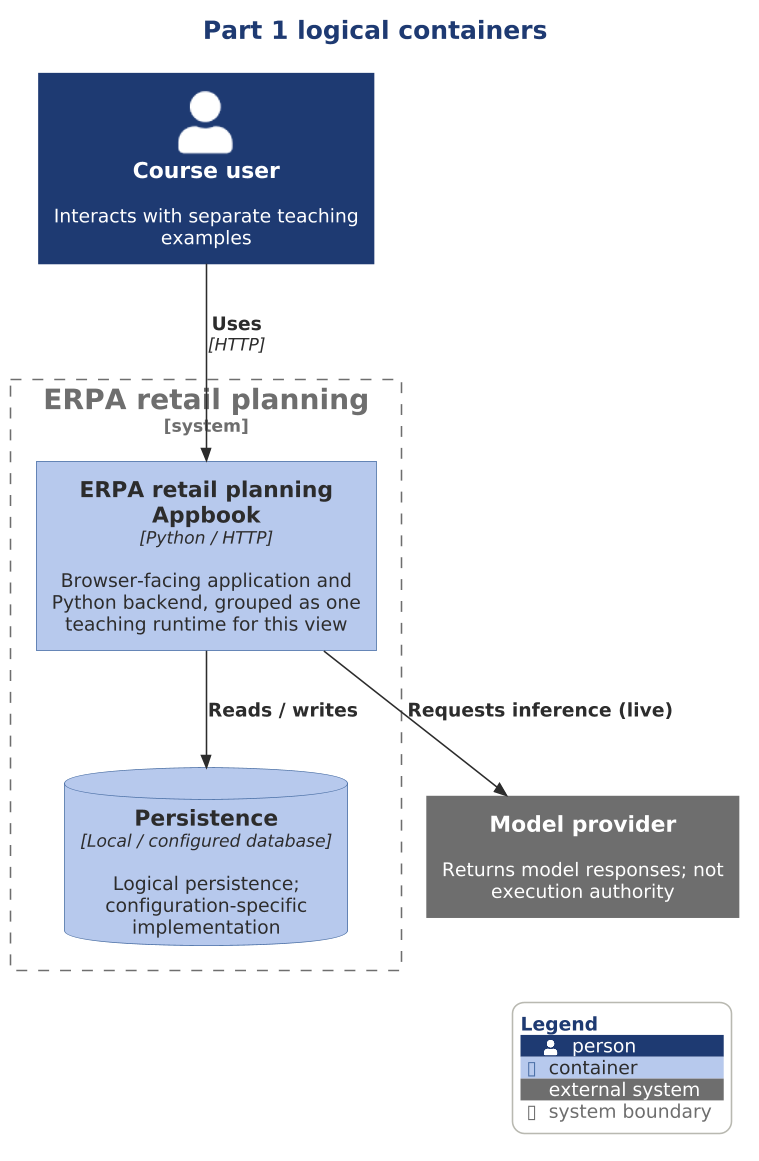 Part 1 logical containers
Course user
Interacts with separate teaching
examples
Uses
[HTTP]
ERPA retail planning
[system]
ERPA retail planning
Appbook
[Python / HTTP]
Browser-facing application and
Python backend, grouped as one
teaching runtime for this view
Reads / writes
Requests inference (live)
Persistence
[Local / configured database]
Logical persistence;
configuration-specific
implementation
Model provider
Returns model responses; not
execution authority
Legend
person
container
external system
system boundary